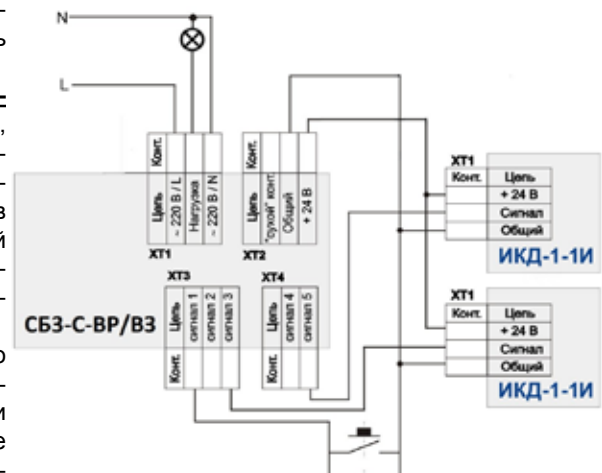 N
L
ь
,
в
й
о
и
е
Конт.
Цепь
~ 220 В / L
Нагрузка
~ 220 В / N
XT1
Конт.
Цепь
"сухой" конт.
Общий
+ 24 В
XT2
XT3
Цепь
Конт.
сигнал 1
сигнал 2
сигнал 3
XT4
Цепь
Конт.
сигнал 4
сигнал 5
СБЗ-С-ВР/ВЗ
XT1
Конт. Цепь
+ 24 В
Сигнал
Общий
ИКД-1-1И
XT1
Конт. Цепь
+ 24 В
Сигнал
Общий
ИКД-1-1И